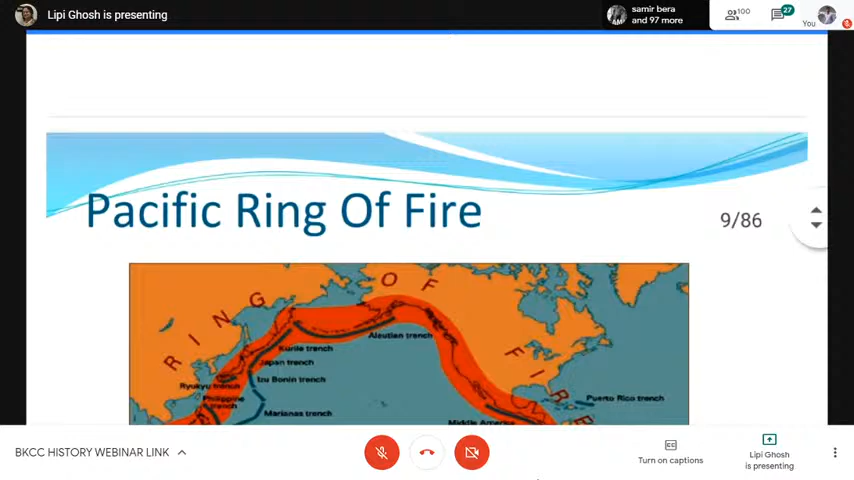 Lipi Ghosh is presenting
samir bera
and 97 more
100
27
You
Pacific Ring Of Fire
9/86
RING OF FIRE
Aleutian trench
Kurile trench
Japan trench
Izu Bonin trench
Ryukyu trench
Philippine
trench
Marianas trench
Puerto Rico trench
Middle America
BKCC HISTORY WEBINAR LINK
Turn on captions
Lipi Ghosh
is presenting